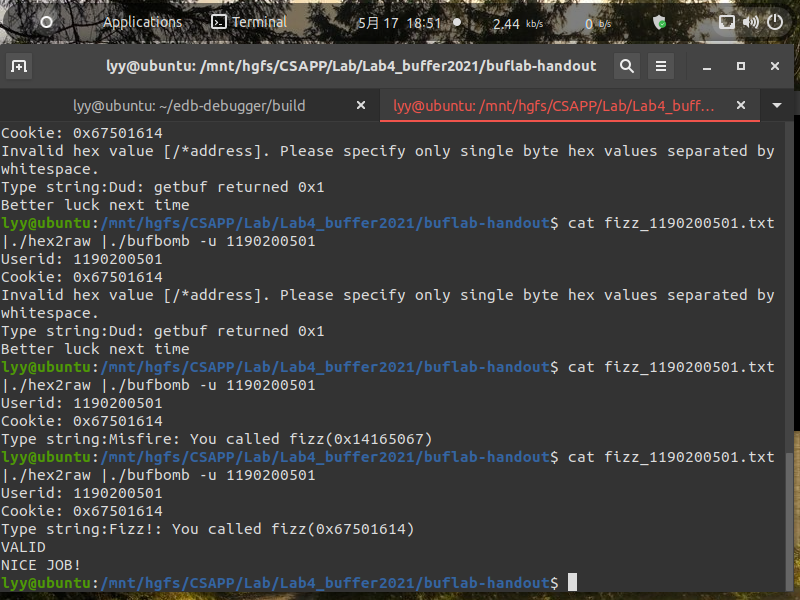 Applications Terminal 5月 17 18:51 2.44 kb/s 0 b/s
lyy@ubuntu: /mnt/hgfs/CSAPP/Lab/Lab4_buffer2021/buflab-handout
lyy@ubuntu: ~/edb-debugger/build
lyy@ubuntu: /mnt/hgfs/CSAPP/Lab/Lab4_buff...
Cookie: 0x67501614
Invalid hex value [/*address]. Please specify only single byte hex values separated by
whitespace.
Type string:Dud: getbuf returned 0x1
Better luck next time
lyy@ubuntu:/mnt/hgfs/CSAPP/Lab/Lab4_buffer2021/buflab-handout$ cat fizz_1190200501.txt
|./hex2raw |./bufbomb -u 1190200501
Userid: 1190200501
Cookie: 0x67501614
Invalid hex value [/*address]. Please specify only single byte hex values separated by
whitespace.
Type string:Dud: getbuf returned 0x1
Better luck next time
lyy@ubuntu:/mnt/hgfs/CSAPP/Lab/Lab4_buffer2021/buflab-handout$ cat fizz_1190200501.txt
|./hex2raw |./bufbomb -u 1190200501
Userid: 1190200501
Cookie: 0x67501614
Type string:Misfire: You called fizz(0x14165067)
lyy@ubuntu:/mnt/hgfs/CSAPP/Lab/Lab4_buffer2021/buflab-handout$ cat fizz_1190200501.txt
|./hex2raw |./bufbomb -u 1190200501
Userid: 1190200501
Cookie: 0x67501614
Type string:Fizz!: You called fizz(0x67501614)
VALID
NICE JOB!
lyy@ubuntu:/mnt/hgfs/CSAPP/Lab/Lab4_buffer2021/buflab-handout$